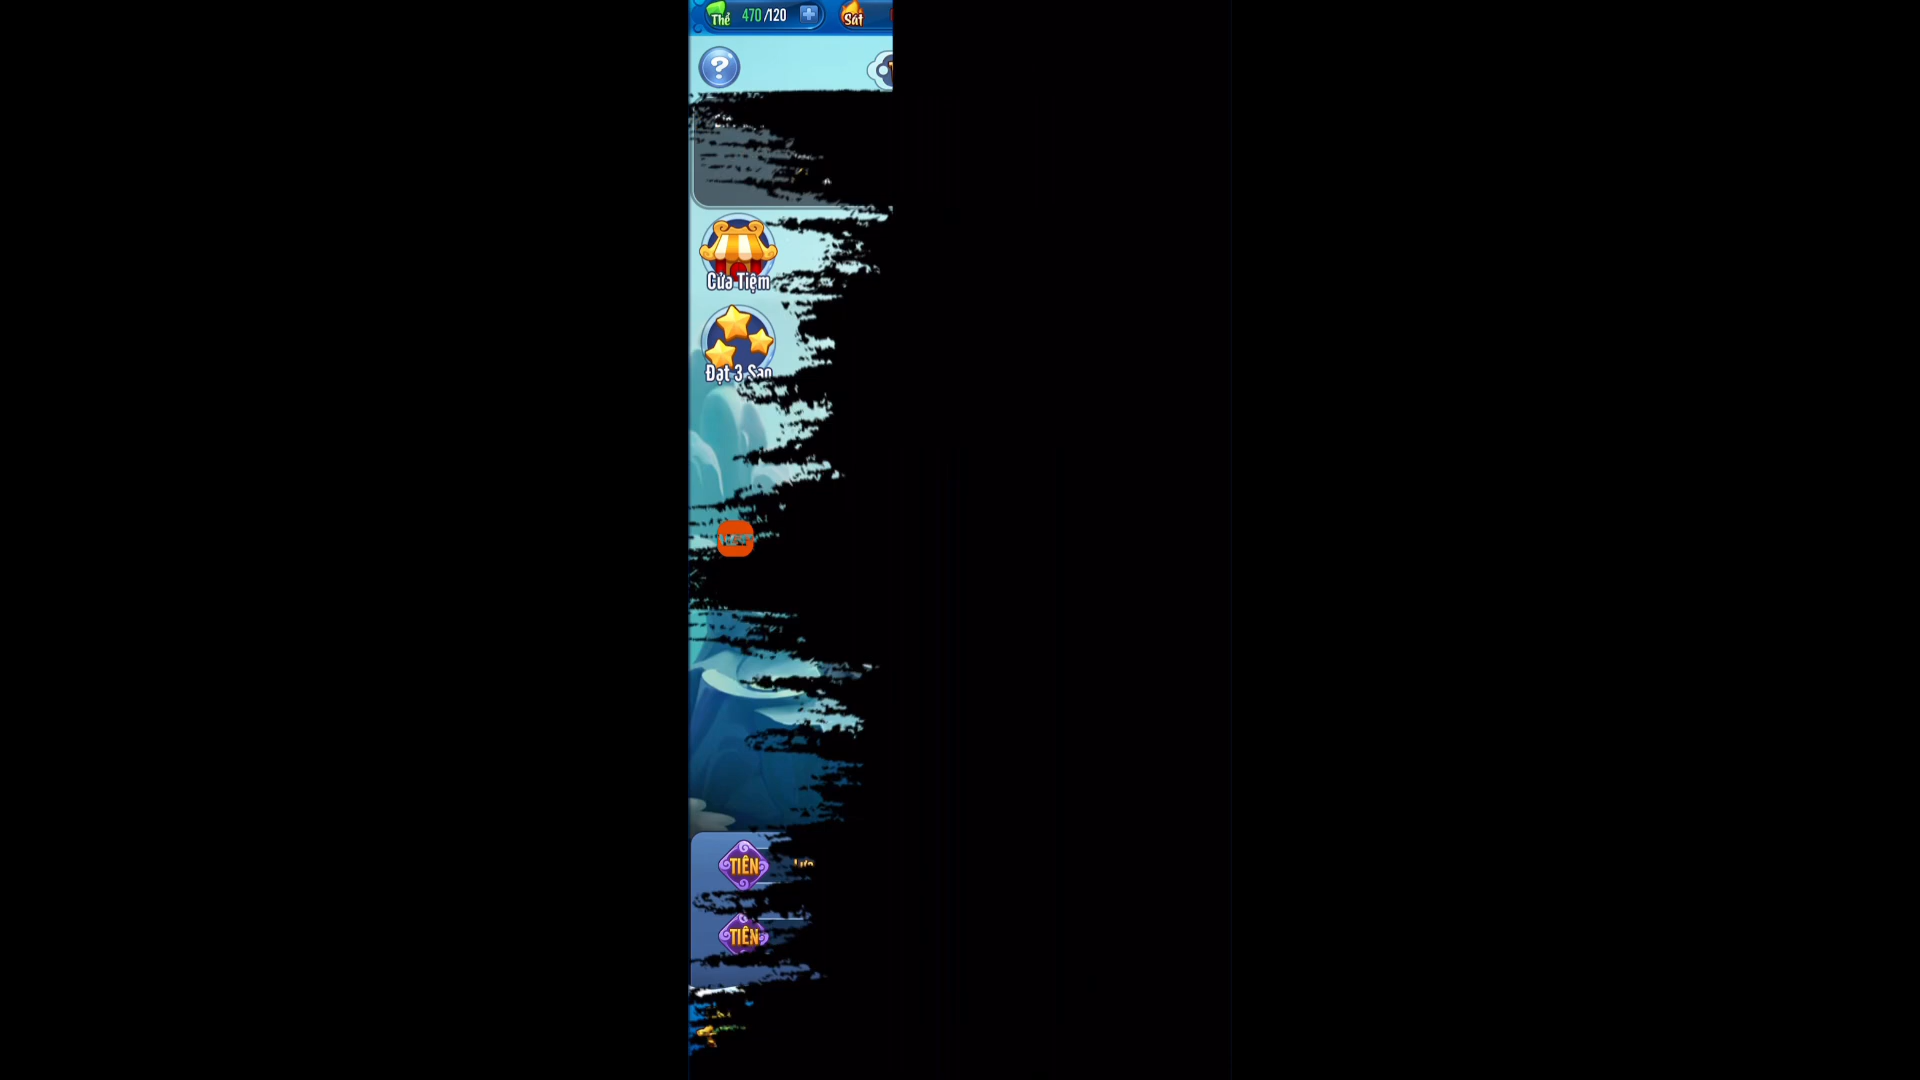 Thể 470/120 Sát
?
Cửa Tiệm
Đạt 3 Sao
TIÊN
TIÊN